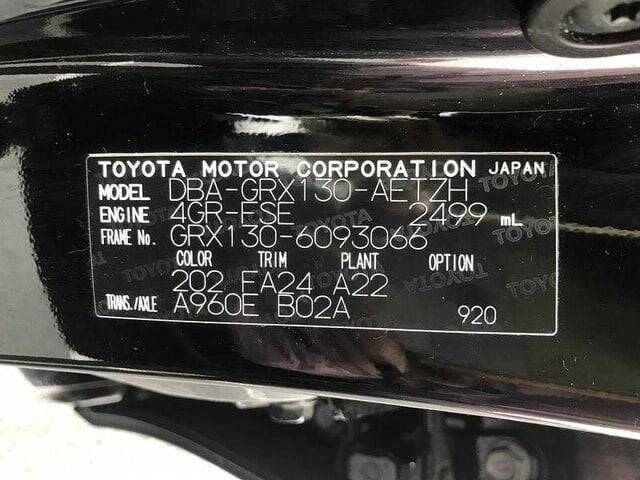 TOYOTA MOTOR CORPORATION JAPAN
MODEL DBA-GRX130-AETZH
ENGINE 4GR-FSE 2499 mL
FRAME No. GRX130-6093066
COLOR TRIM PLANT OPTION
202 FA24 A22
TRANS./AXLE A960E B02A 920